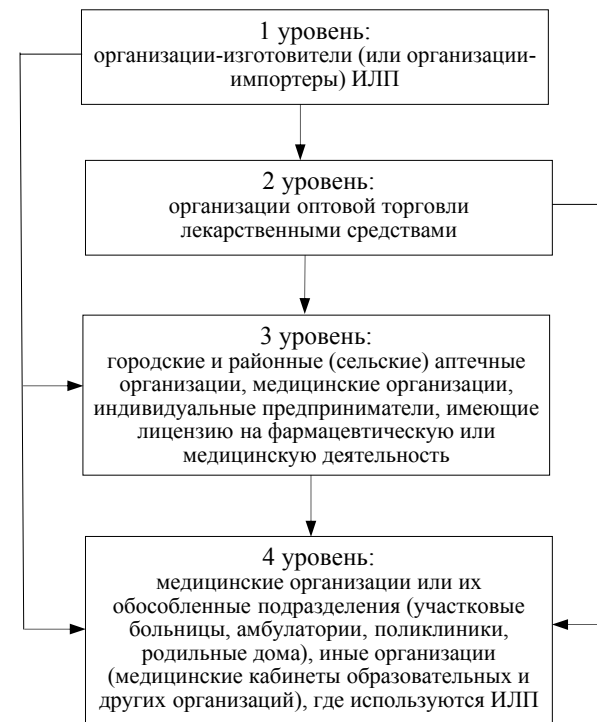 1 уровень:
организации-изготовители (или организации-
импортеры) ИЛП
2 уровень:
организации оптовой торговли
лекарственными средствами
3 уровень:
городские и районные (сельские) аптечные
организации, медицинские организации,
индивидуальные предприниматели, имеющие
лицензию на фармацевтическую или
медицинскую деятельность
4 уровень:
медицинские организации или их
обособленные подразделения (участковые
больницы, амбулатории, поликлиники,
родильные дома), иные организации
(медицинские кабинеты образовательных и
других организаций), где используются ИЛП